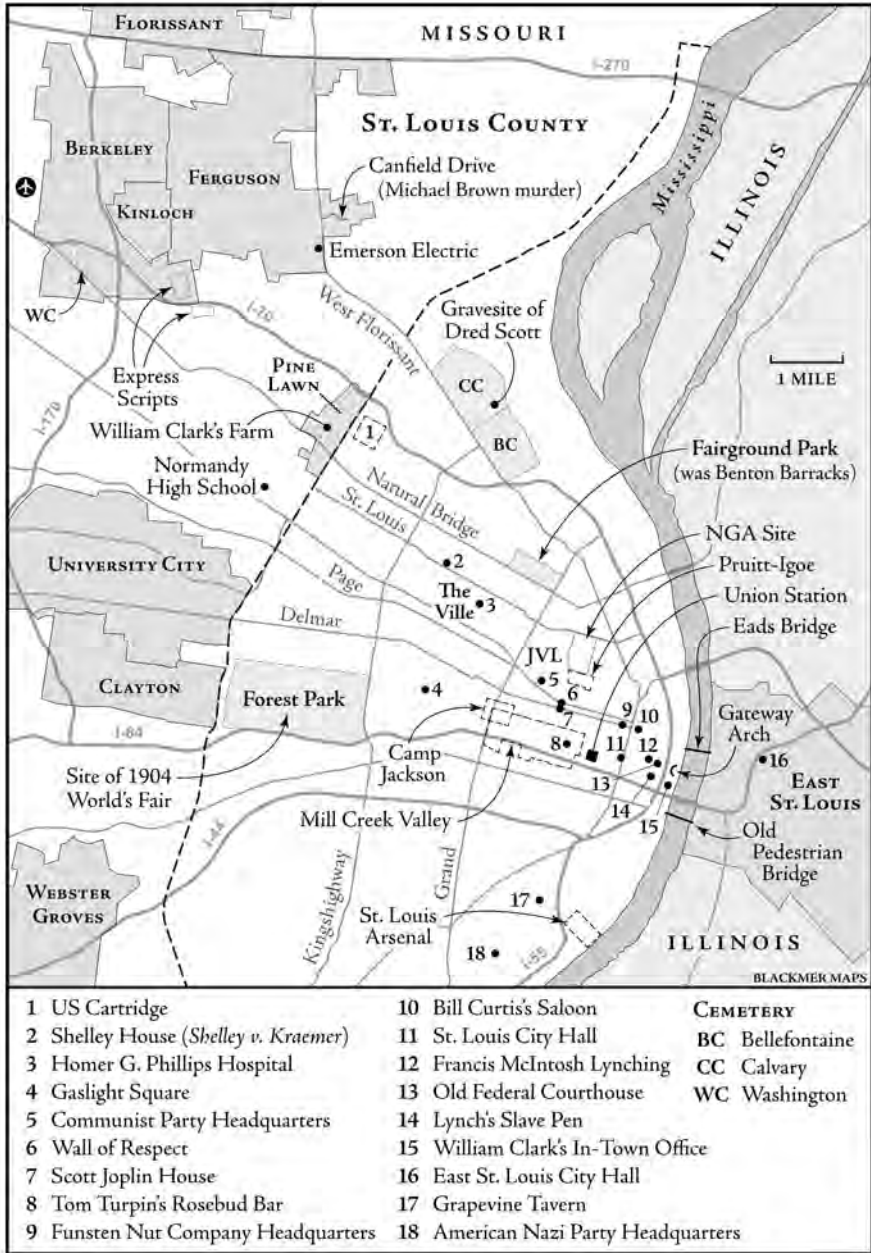 FLORISSANT
MISSOURI
I-270
ST. LOUIS COUNTY
Mississippi
ILLINOIS
BERKELEY
FERGUSON
KINLOCH
Canfield Drive
(Michael Brown murder)
Emerson Electric
WC
I-70
West Florissant
Gravesite of
Dred Scott
1 MILE
Express
Scripts
PINE
LAWN
CC
BC
I-170
William Clark's Farm
1
Normandy
High School
Fairground Park
(was Benton Barracks)
Natural Bridge
St. Louis
NGA Site
Pruitt-Igoe
Union Station
Eads Bridge
UNIVERSITY CITY
Page
2
The
Ville
3
Delmar
JVL
5
6
7
CLAYTON
Forest Park
4
9
10
Gateway
Arch
I-84
8
11
12
16
Camp
Jackson
13
EAST
ST. LOUIS
Site of 1904
World's Fair
Mill Creek Valley
14
15
Old
Pedestrian
Bridge
I-44
WEBSTER
GROVES
Kingshighway
Grand
17
St. Louis
Arsenal
18
I-55
ILLINOIS
BLACKMER MAPS
1 US Cartridge
2 Shelley House (Shelley v. Kraemer)
3 Homer G. Phillips Hospital
4 Gaslight Square
5 Communist Party Headquarters
6 Wall of Respect
7 Scott Joplin House
8 Tom Turpin's Rosebud Bar
9 Funsten Nut Company Headquarters
10 Bill Curtis's Saloon
11 St. Louis City Hall
12 Francis McIntosh Lynching
13 Old Federal Courthouse
14 Lynch's Slave Pen
15 William Clark's In-Town Office
16 East St. Louis City Hall
17 Grapevine Tavern
18 American Nazi Party Headquarters
CEMETERY
BC Bellefontaine
CC Calvary
WC Washington